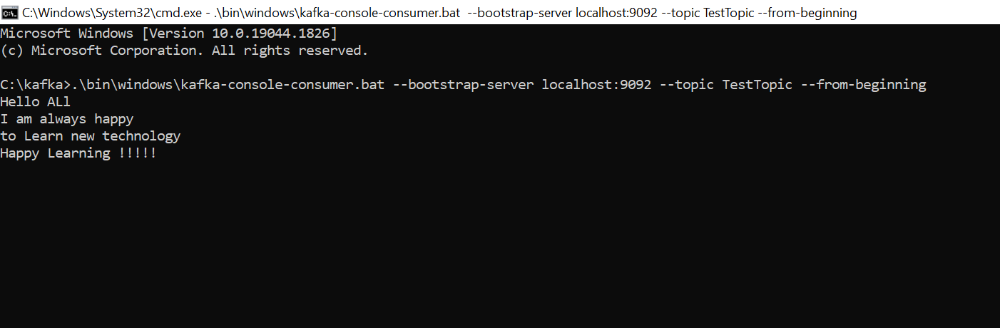 C:\Windows\System32\cmd.exe - .\bin\windows\kafka-console-consumer.bat  --bootstrap-server localhost:9092 --topic TestTopic --from-beginning
Microsoft Windows [Version 10.0.19044.1826]
(c) Microsoft Corporation. All rights reserved.
C:\kafka>.\bin\windows\kafka-console-consumer.bat --bootstrap-server localhost:9092 --topic TestTopic --from-beginning
Hello ALl
I am always happy
to Learn new technology
Happy Learning !!!!!